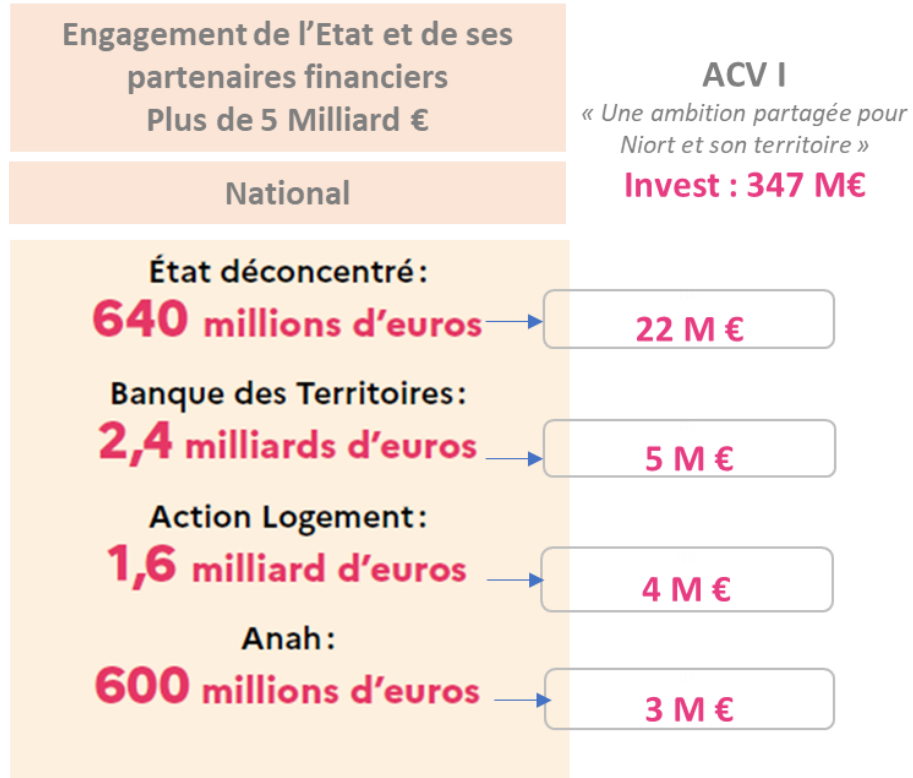 Engagement de l'Etat et de ses
partenaires financiers
Plus de 5 Milliard €
National
ACV I
« Une ambition partagée pour
Niort et son territoire »
Invest : 347 M€
État déconcentré :
640 millions d'euros
22 M €
Banque des Territoires :
2,4 milliards d'euros
5 M €
Action Logement :
1,6 milliard d'euros
4 M €
Anah :
600 millions d'euros
3 M €